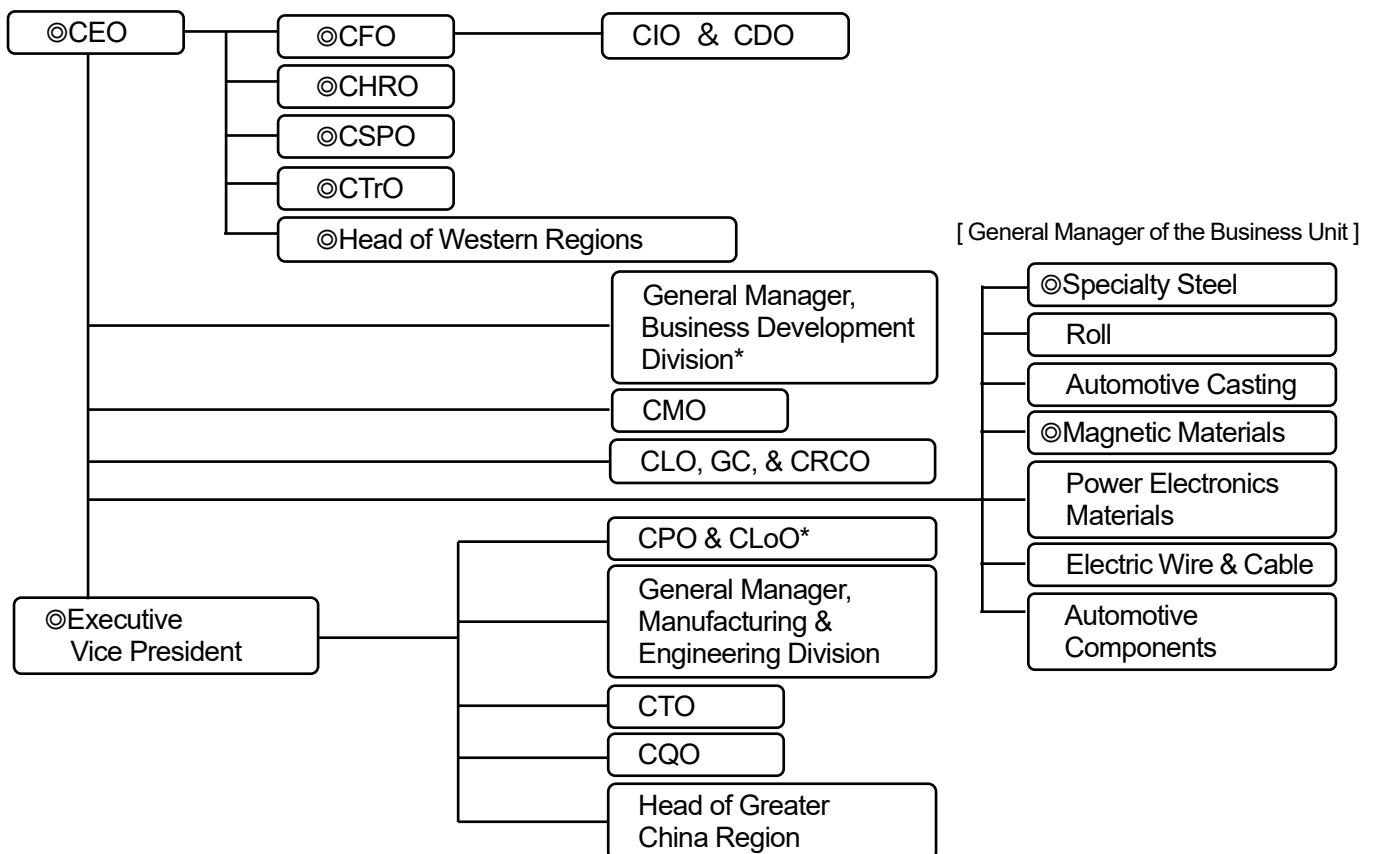 ◎CEO
◎CFO
CIO & CDO
◎CHRO
◎CSPO
◎CTrO
◎Head of Western Regions
[ General Manager of the Business Unit ]
General Manager,
Business Development
Division*
CMO
CLO, GC, & CRCO
◎Specialty Steel
Roll
Automotive Casting
◎Magnetic Materials
Power Electronics
Materials
Electric Wire & Cable
Automotive
Components
◎Executive
Vice President
CPO & CLoO*
General Manager,
Manufacturing &
Engineering Division
CTO
CQO
Head of Greater
China Region